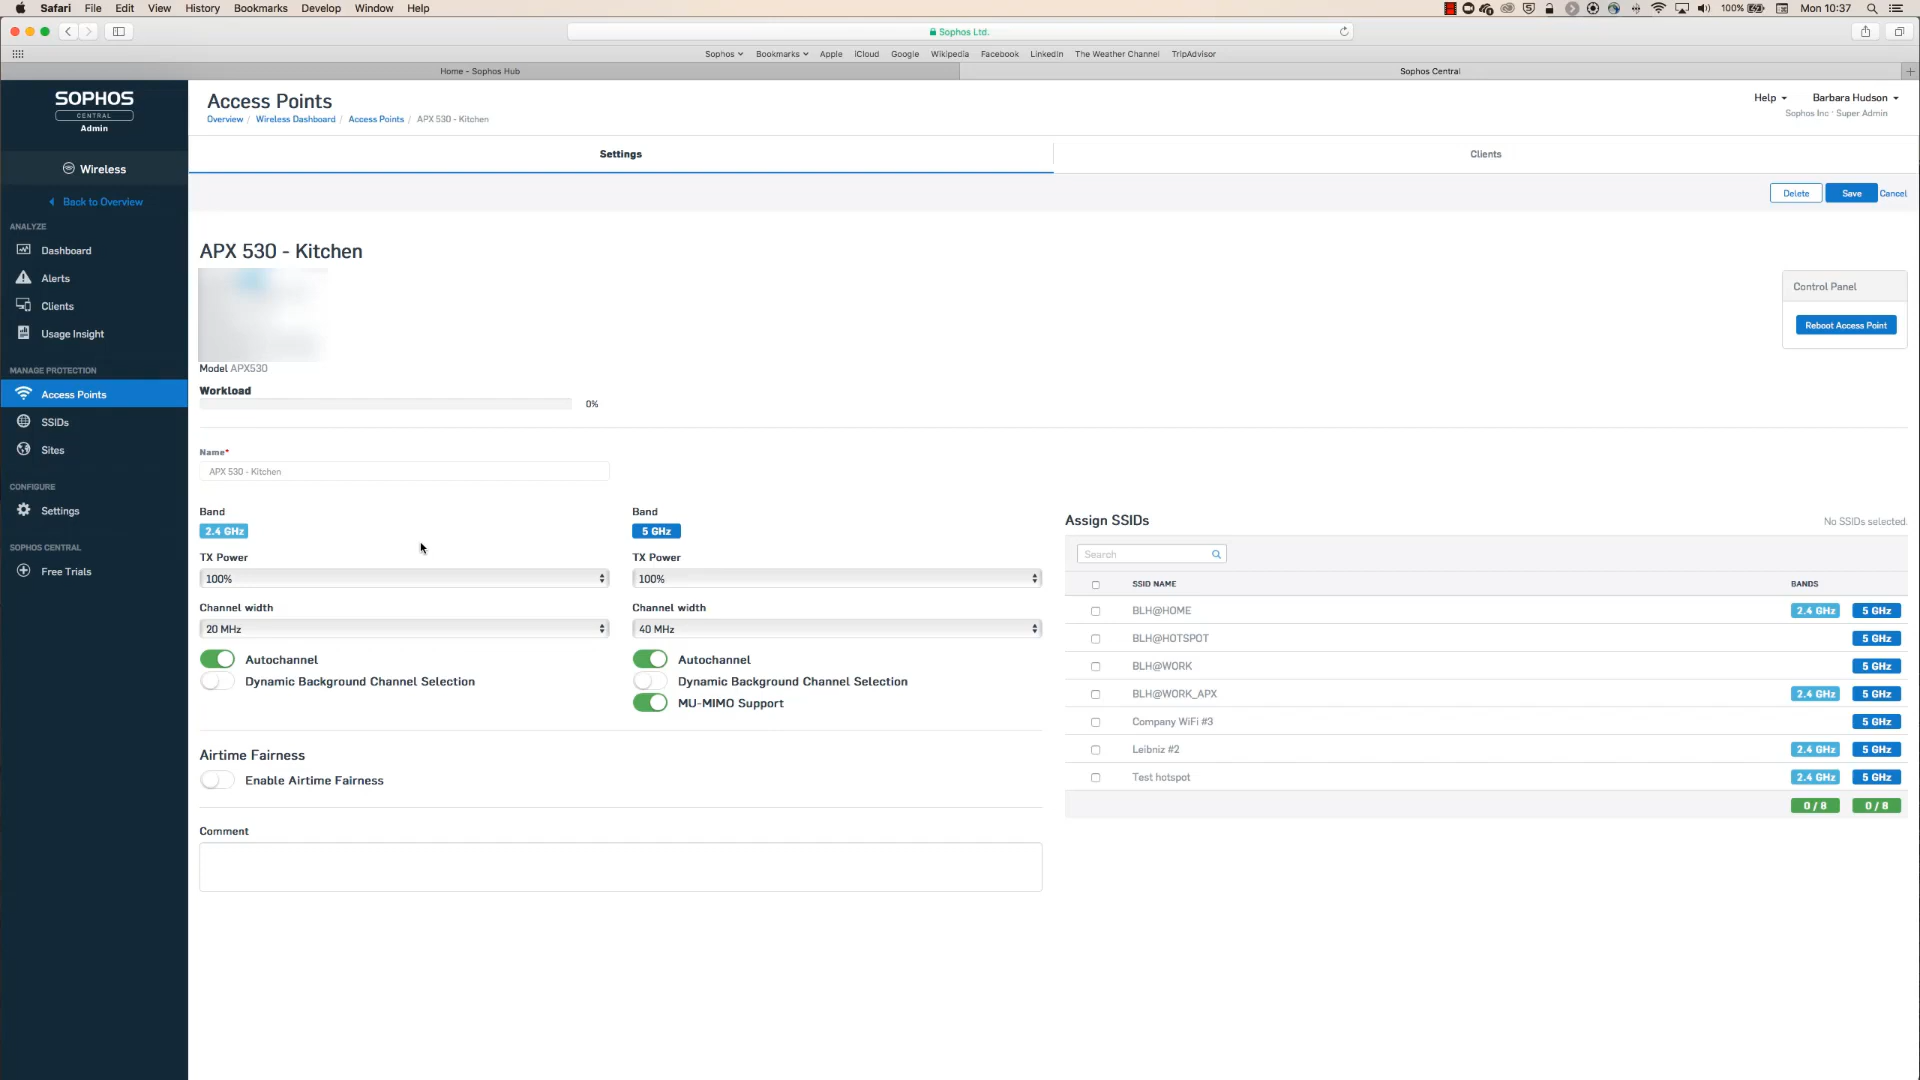 Safari File Edit View History Bookmarks Develop Window Help
100% Mon 10:37
Sophos Ltd.
Sophos Bookmarks Apple iCloud Google Wikipedia Facebook LinkedIn The Weather Channel TripAdvisor
Home - Sophos Hub
Sophos Central
SOPHOS
CENTRAL
Admin
Wireless
Back to Overview
ANALYZE
Dashboard
Alerts
Clients
Usage Insight
MANAGE PROTECTION
Access Points
SSIDs
Sites
CONFIGURE
Settings
SOPHOS CENTRAL
Free Trials
Access Points
Overview / Wireless Dashboard / Access Points / APX 530 - Kitchen
Help
Barbara Hudson
Sophos Inc · Super Admin
Settings
Clients
Delete Save Cancel
APX 530 - Kitchen
Control Panel
Reboot Access Point
Model APX530
Workload
0%
Name*
APX 530 - Kitchen
Band
2.4 GHz
TX Power
100%
Channel width
20 MHz
Autochannel
Dynamic Background Channel Selection
Band
5 GHz
TX Power
100%
Channel width
40 MHz
Autochannel
Dynamic Background Channel Selection
MU-MIMO Support
Airtime Fairness
Enable Airtime Fairness
Comment
Assign SSIDs
No SSIDs selected.
Search
SSID NAME BANDS
BLH@HOME 2.4 GHz 5 GHz
BLH@HOTSPOT 5 GHz
BLH@WORK 5 GHz
BLH@WORK_APX 2.4 GHz 5 GHz
Company WiFi #3 5 GHz
Leibniz #2 2.4 GHz 5 GHz
Test hotspot 2.4 GHz 5 GHz
0 / 8 0 / 8